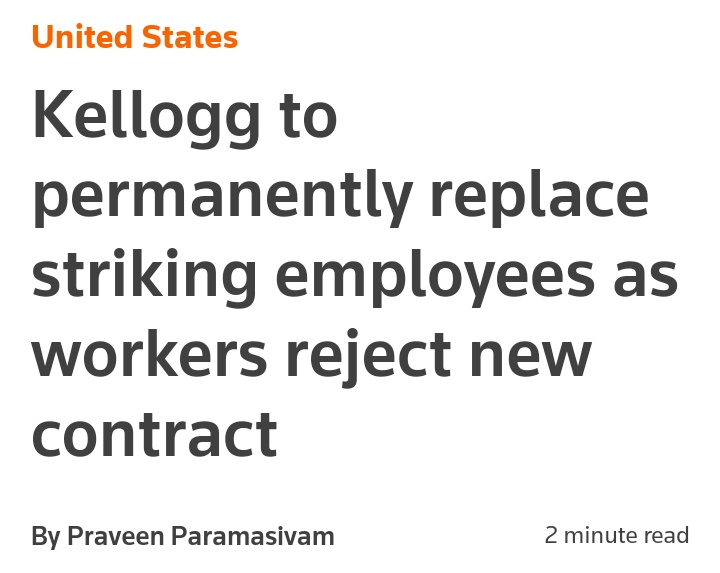 United States
Kellogg to
permanently replace
striking employees as
workers reject new
contract
By Praveen Paramasivam
2 minute read